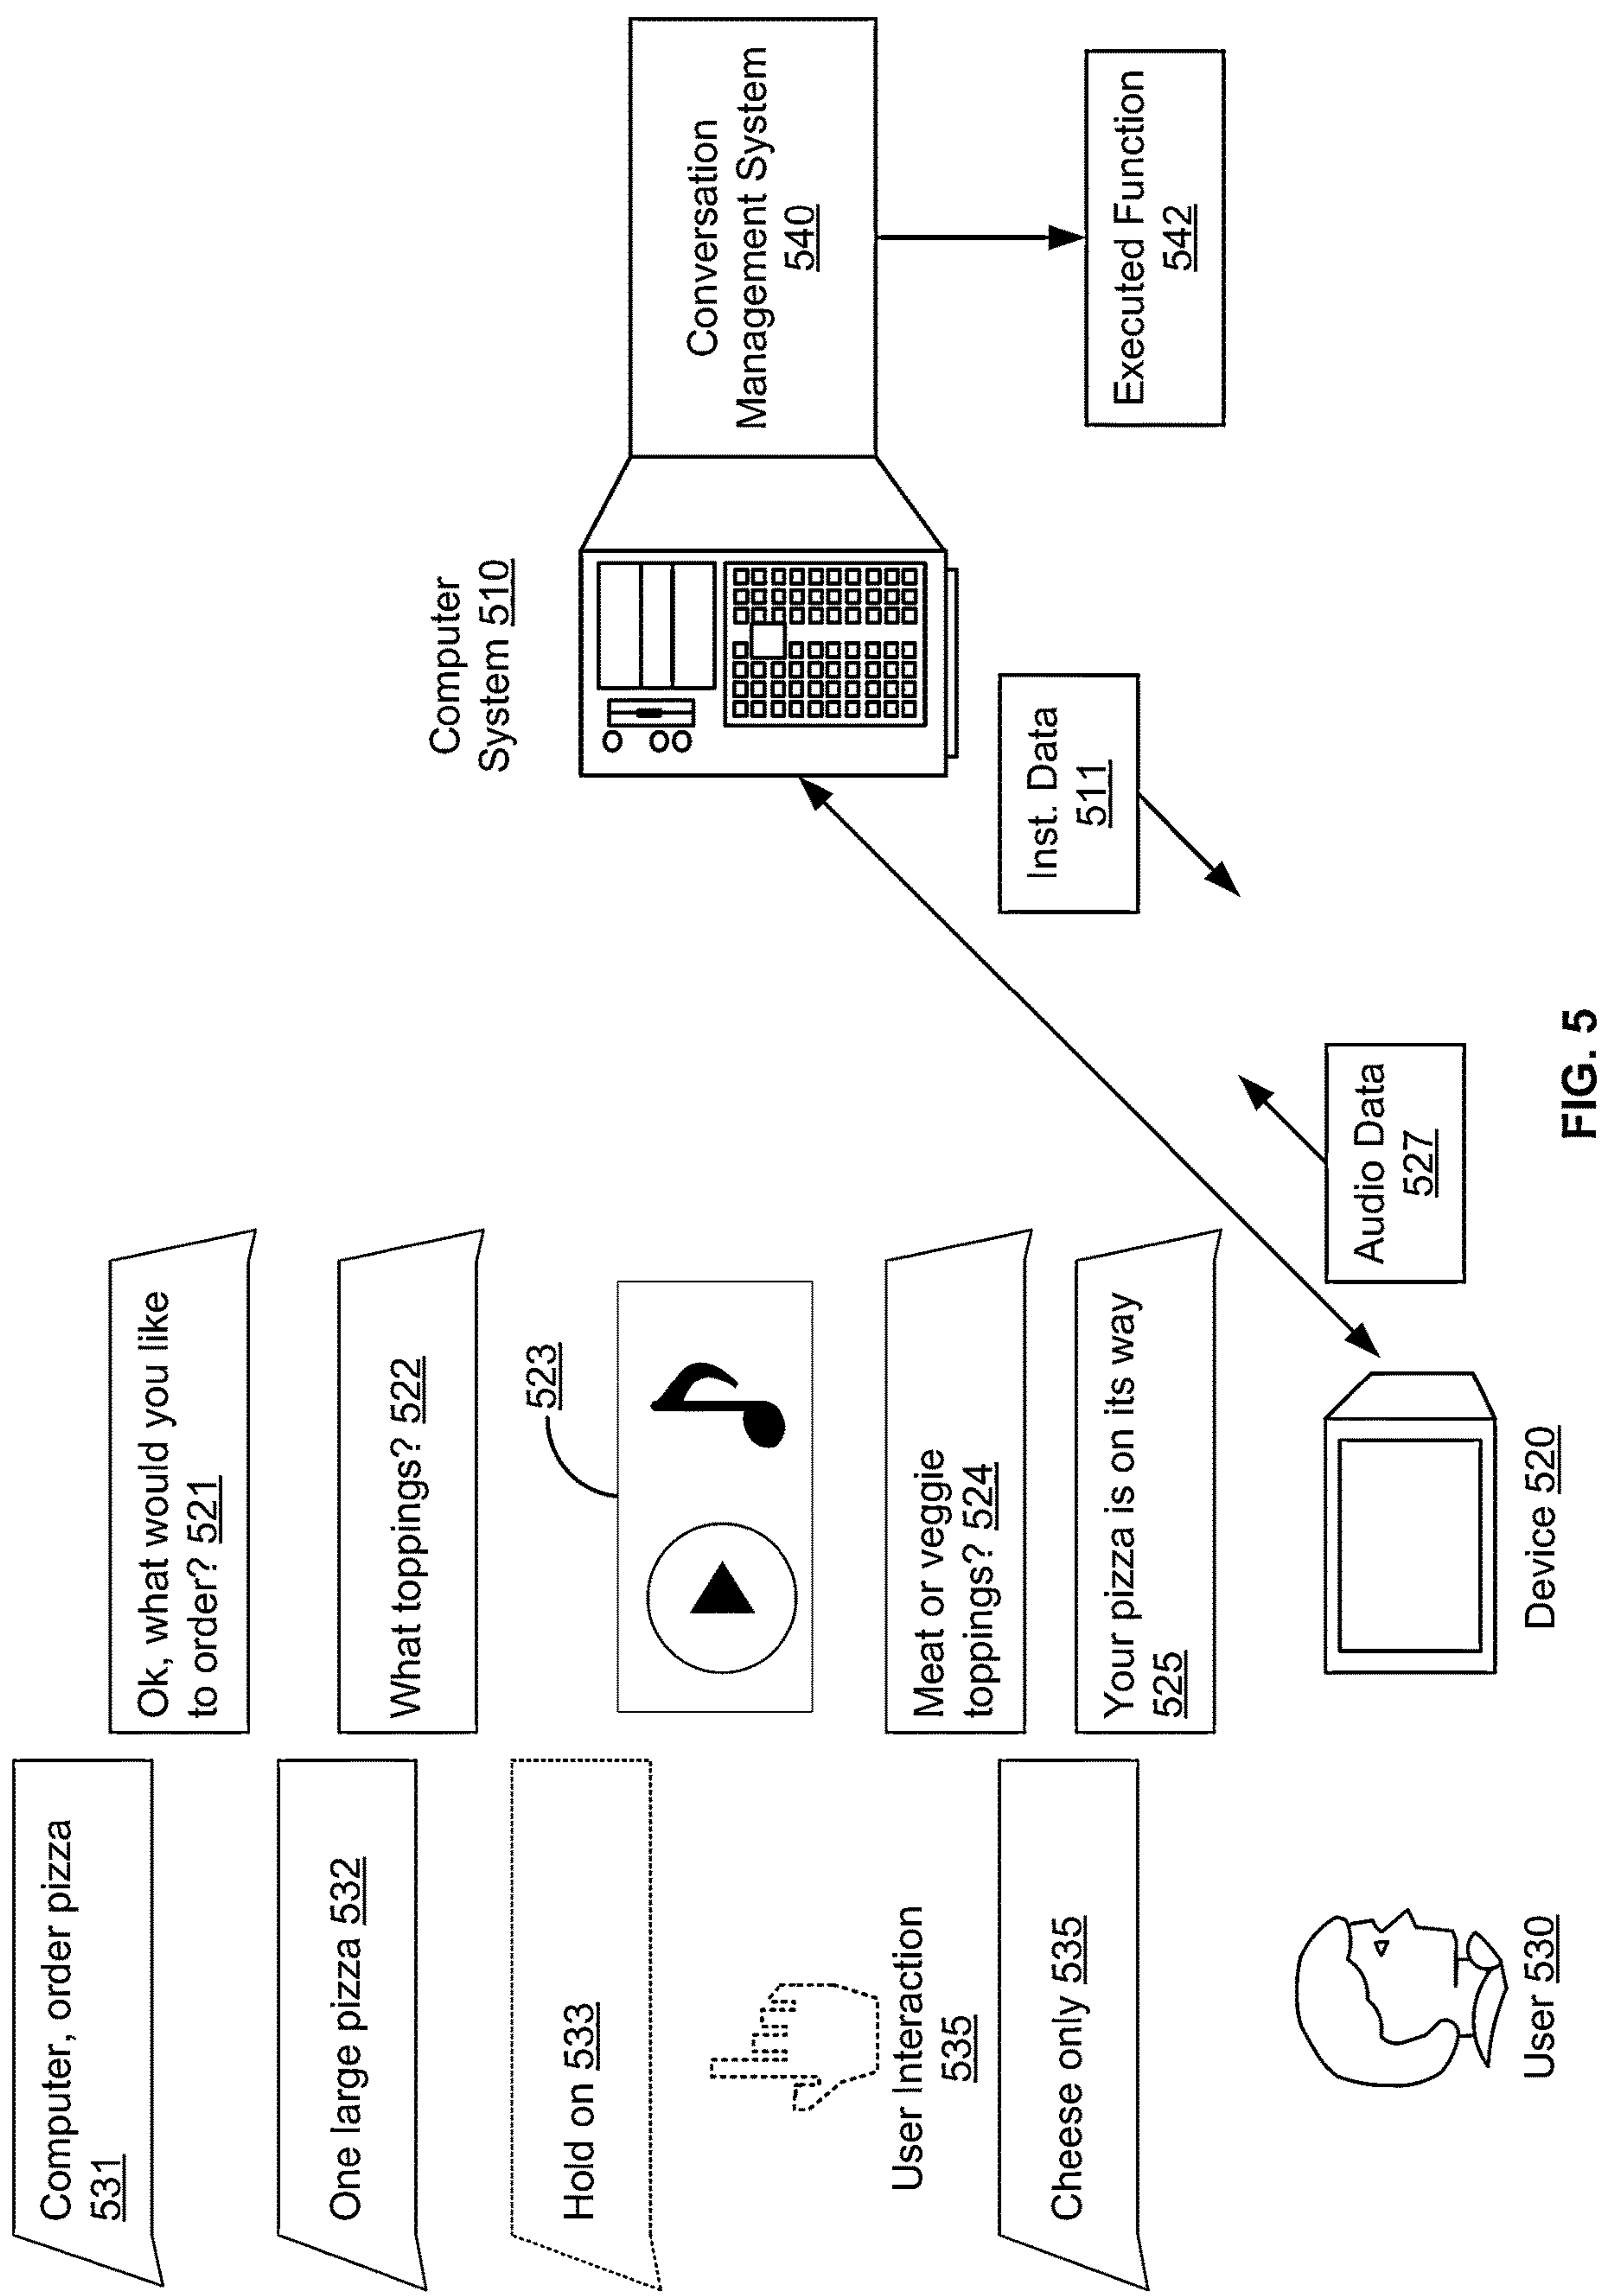 Computer, order pizza
531
Ok, what would you like
to order? 521
One large pizza 532
What toppings? 522
Hold on 533
523
User Interaction
535
Meat or veggie
toppings? 524
Cheese only 535
Your pizza is on its way
525
User 530
Device 520
Audio Data
527
Inst. Data
511
Computer
System 510
Conversation
Management System
540
Executed Function
542
FIG. 5